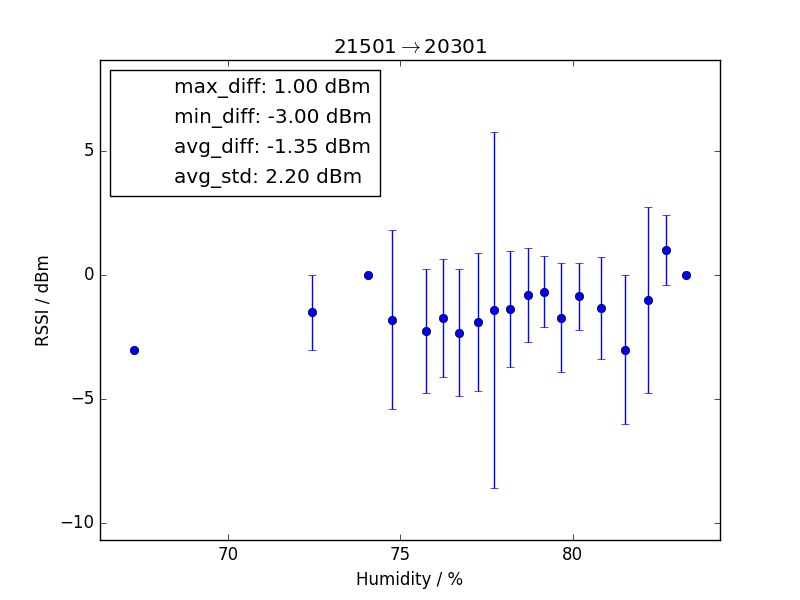 21501→20301
max_diff: 1.00 dBm
min_diff: -3.00 dBm
avg_diff: -1.35 dBm
avg_std: 2.20 dBm
RSSI / dBm
5
0
−5
−10
70 75 80
Humidity / %